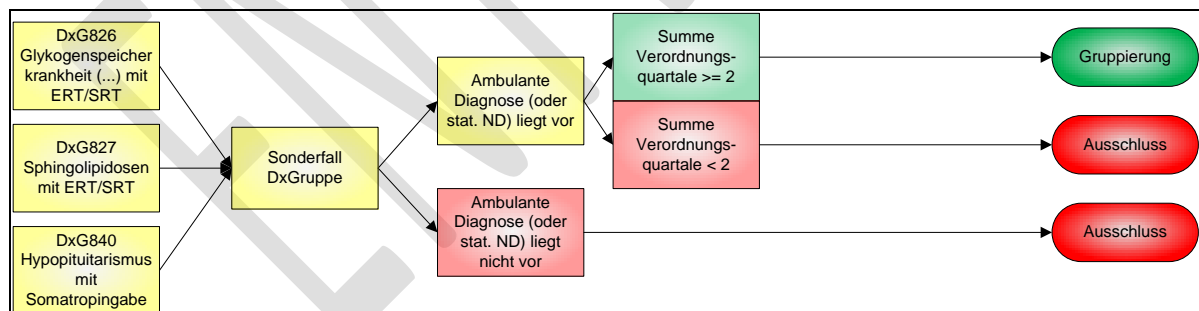 DxG826
Glykogenspeicher
krankheit (...) mit
ERT/SRT
DxG827
Sphingolipidosen
mit ERT/SRT
DxG840
Hypopituitarismus
mit
Somatropingabe
Sonderfall
DxGruppe
Ambulante
Diagnose (oder
stat. ND) liegt vor
Ambulante
Diagnose (oder
stat. ND) liegt
nicht vor
Summe
Verordnungs-
quartale >= 2
Summe
Verordnungs-
quartale < 2
Gruppierung
Ausschluss
Ausschluss